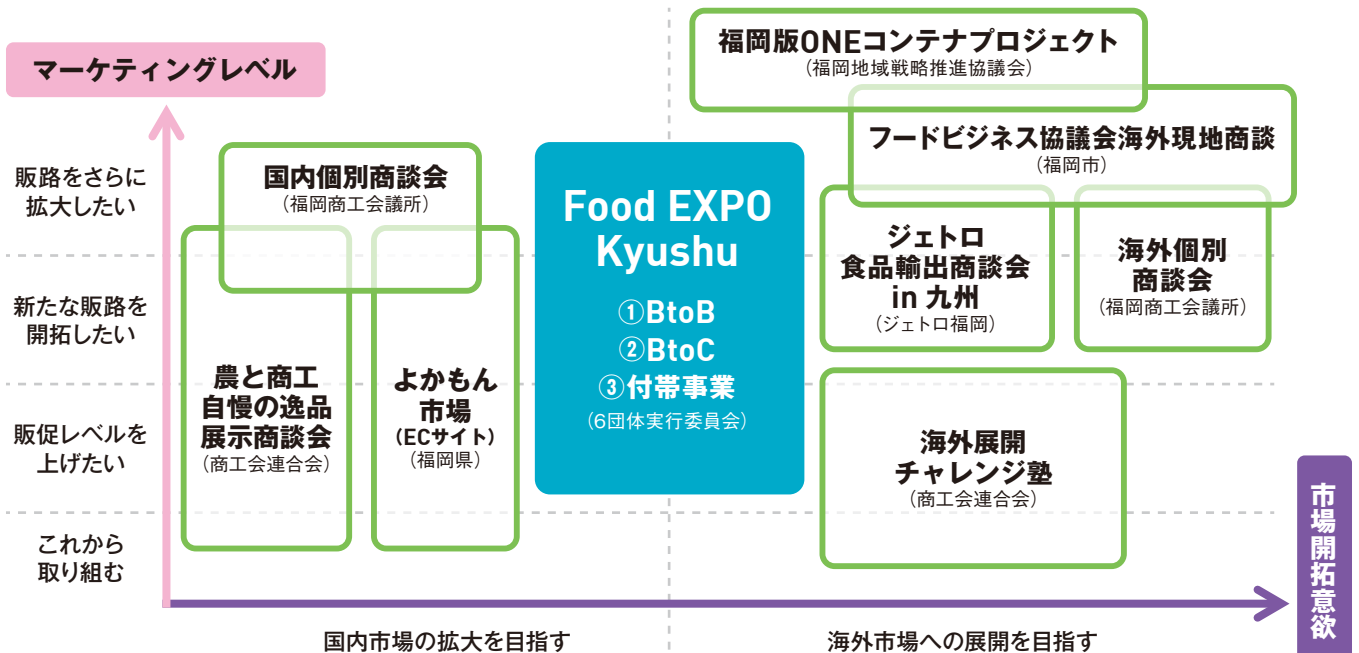 マーケティングレベル
販路をさらに
拡大したい
新たな販路を
開拓したい
販促レベルを
上げたい
これから
取り組む
国内個別商談会
（福岡商工会議所）
農と商工
自慢の逸品
展示商談会
（商工会連合会）
よかもん
市場
（ECサイト）
（福岡県）
Food EXPO
Kyushu
①BtoB
②BtoC
③付帯事業
（6団体実行委員会）
福岡版ONEコンテナプロジェクト
（福岡地域戦略推進協議会）
フードビジネス協議会海外現地商談
（福岡市）
ジェトロ
食品輸出商談会
in 九州
（ジェトロ福岡）
海外個別
商談会
（福岡商工会議所）
海外展開
チャレンジ塾
（商工会連合会）
市場開拓意欲
国内市場の拡大を目指す
海外市場への展開を目指す